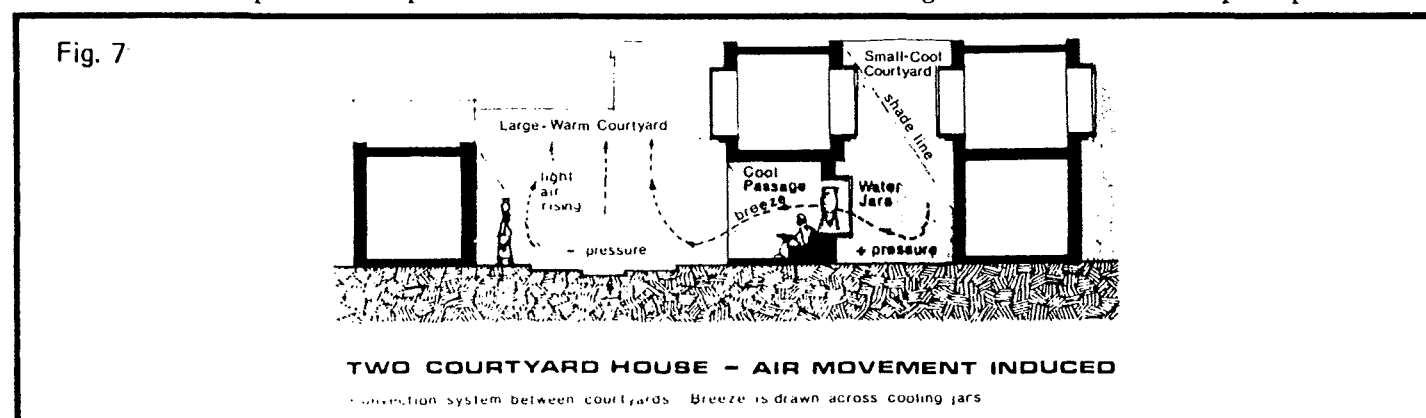 Fig. 7
Small-Cool
Courtyard
shade line
Large-Warm Courtyard
light
air
rising
Cool
Passage
breeze
Water
Jars
- pressure
+ pressure
TWO COURTYARD HOUSE - AIR MOVEMENT INDUCED
system between courtyards Breeze is drawn across cooling jars